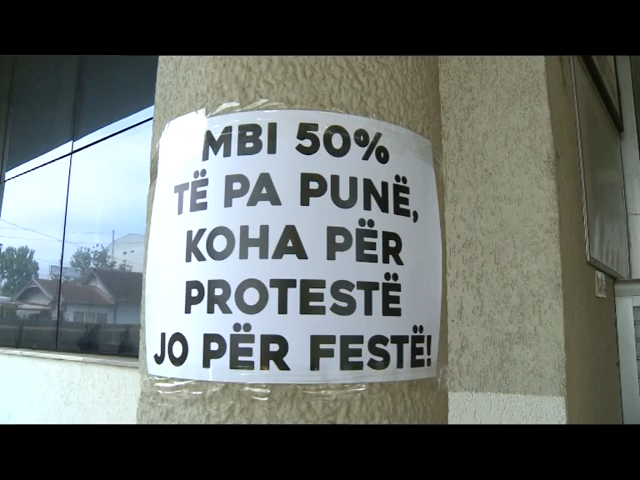 MBI 50%
TË PA PUNË,
KOHA PËR
PROTESTË
JO PËR FESTË!